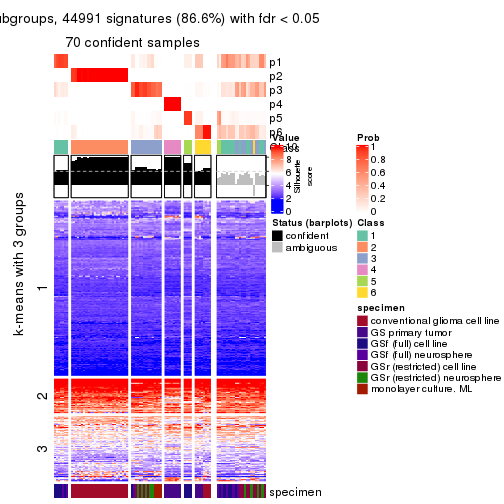 ubgroups, 44991 signatures (86.6%) with fdr < 0.05
70 confident samples
p1
p2
p3
p4
p5
p6
Class
k-means with 3 groups
1
2
3
Value
8
6
4
2
0
Silhouette
score
Prob
1
0.8
0.6
0.4
0.2
0
Status (barplots)
confident
ambiguous
Class
1
2
3
4
5
6
specimen
conventional glioma cell line
GS primary tumor
GSf (full) cell line
GSf (full) neurosphere
GSr (restricted) cell line
GSr (restricted) neurosphere
monolayer culture, ML
specimen